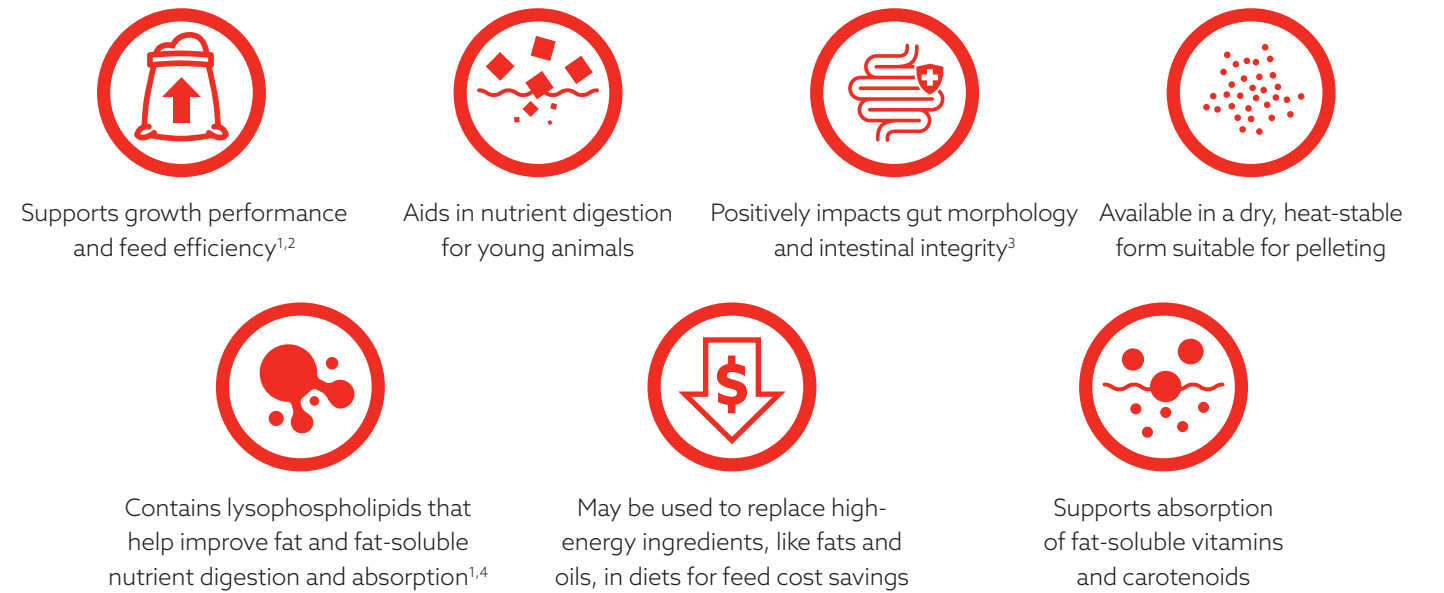 Supports growth performance
and feed efficiency1,2
Aids in nutrient digestion
for young animals
Positively impacts gut morphology
and intestinal integrity3
Available in a dry, heat-stable
form suitable for pelleting
$
Contains lysophospholipids that
help improve fat and fat-soluble
nutrient digestion and absorption1,4
May be used to replace high-
energy ingredients, like fats and
oils, in diets for feed cost savings
Supports absorption
of fat-soluble vitamins
and carotenoids